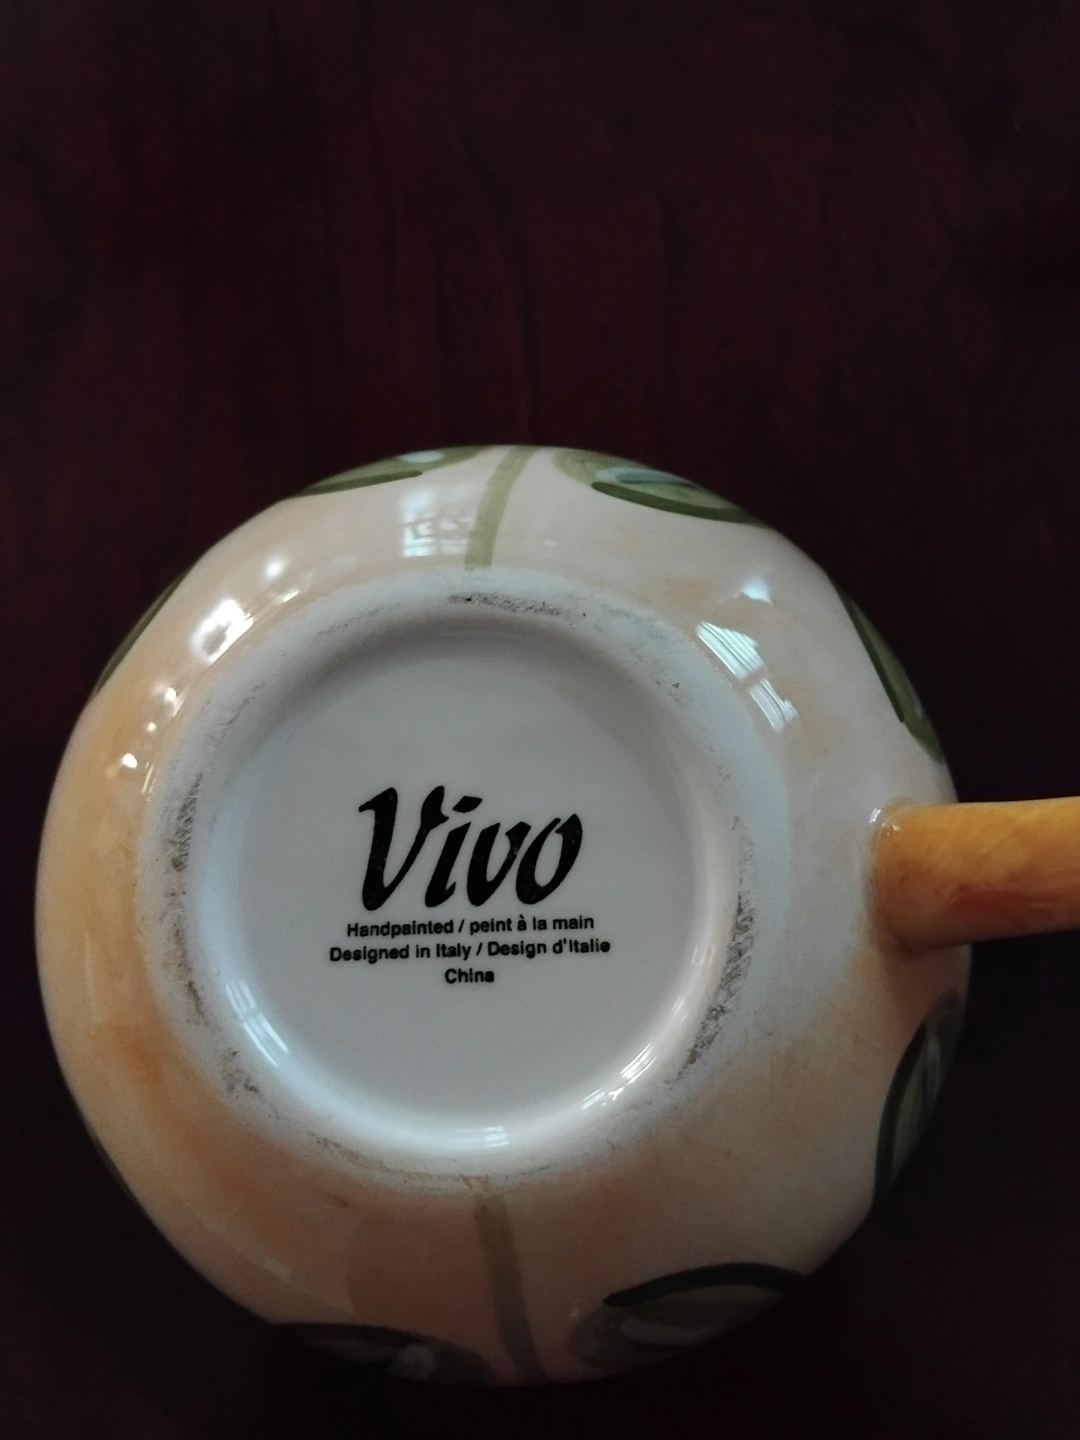 Vivo
Handpainted / peint à la main
Designed in Italy / Design d'Italie
China